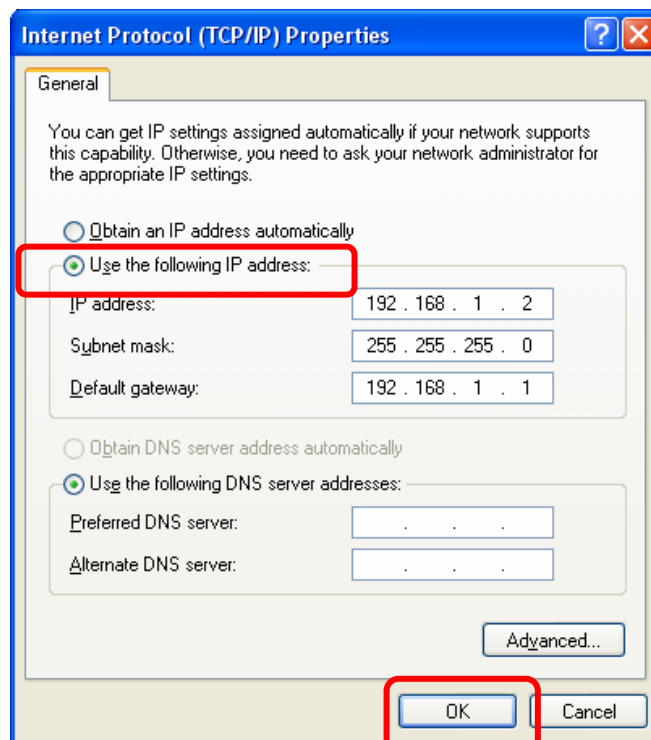 Internet Protocol (TCP/IP) Properties
General
You can get IP settings assigned automatically if your network supports
this capability. Otherwise, you need to ask your network administrator for
the appropriate IP settings.
Obtain an IP address automatically
Use the following IP address:
IP address: 192 . 168 . 1 . 2
Subnet mask: 255 . 255 . 255 . 0
Default gateway: 192 . 168 . 1 . 1
Obtain DNS server address automatically
Use the following DNS server addresses:
Preferred DNS server: . . .
Alternate DNS server: . . .
Advanced...
OK Cancel